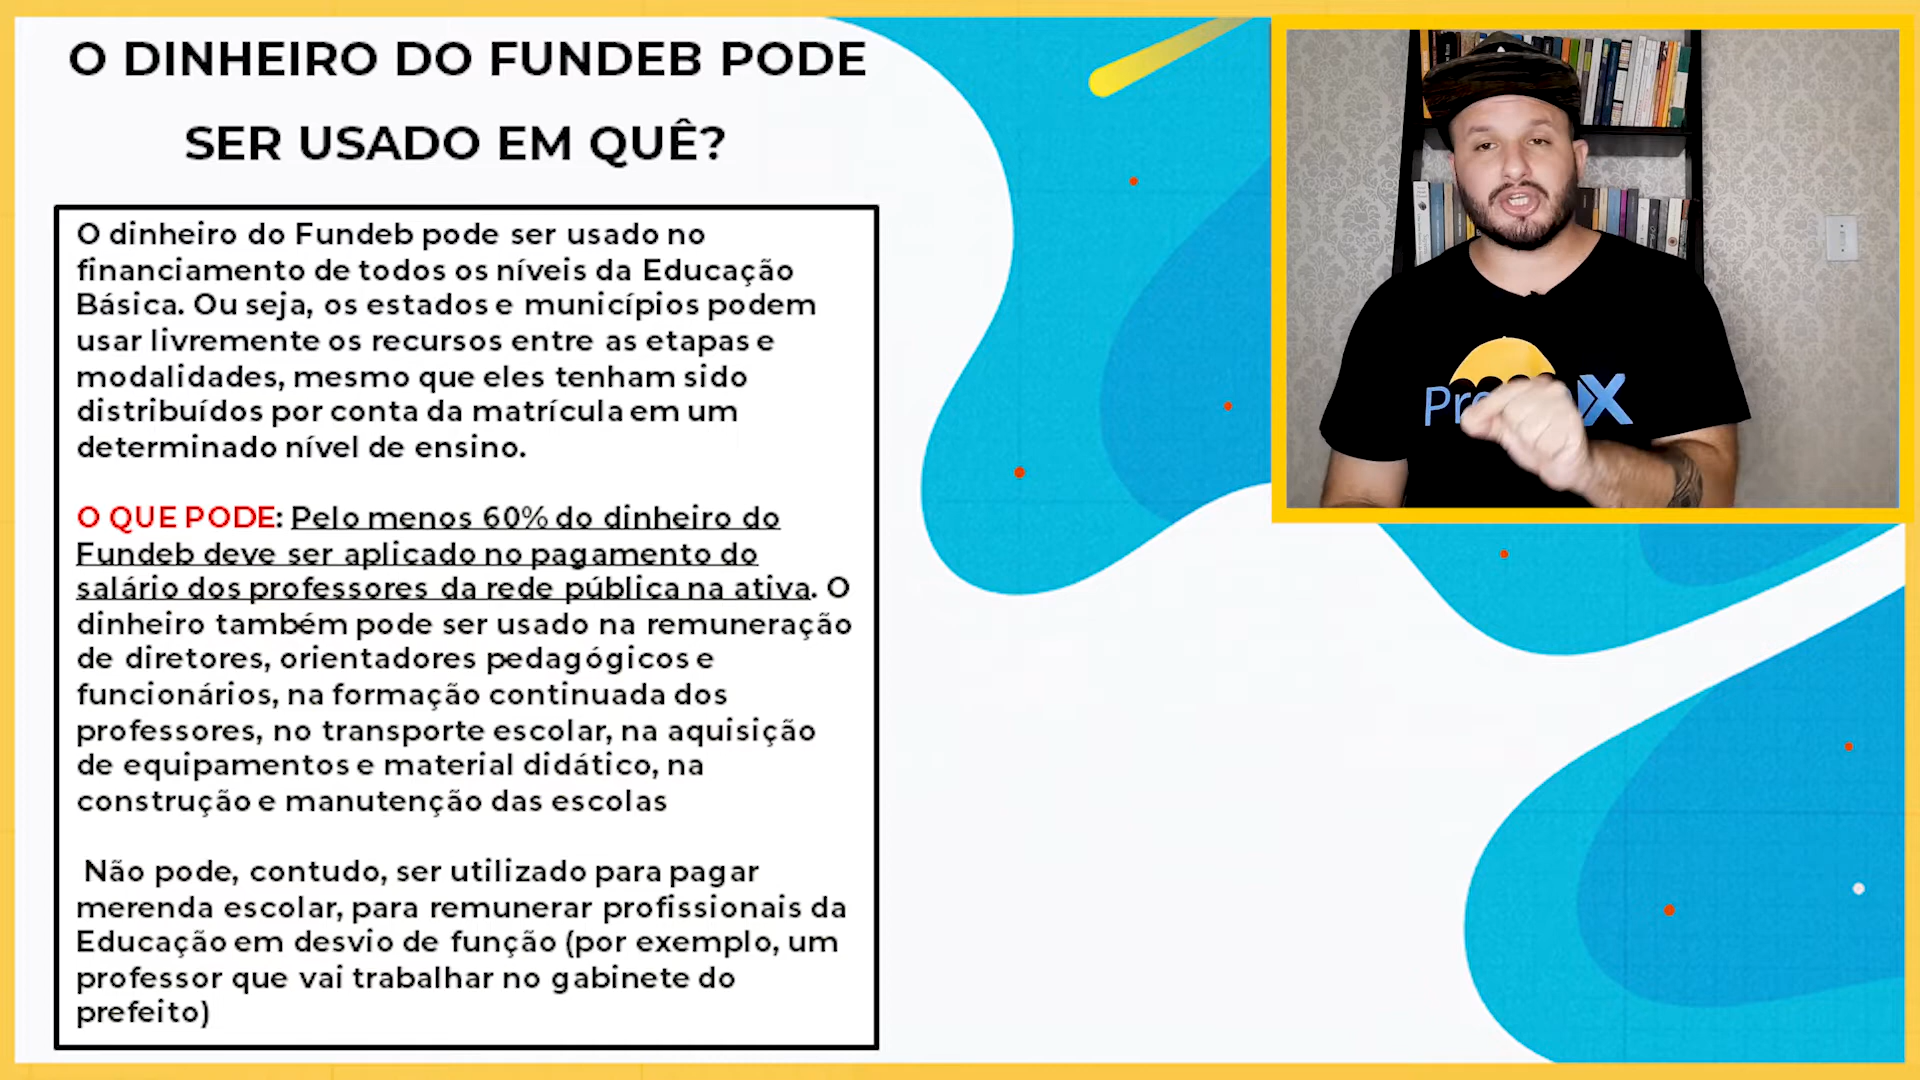 O DINHEIRO DO FUNDEB PODE
SER USADO EM QUÊ?
O dinheiro do Fundeb pode ser usado no
financiamento de todos os níveis da Educação
Básica. Ou seja, os estados e municípios podem
usar livremente os recursos entre as etapas e
modalidades, mesmo que eles tenham sido
distribuídos por conta da matrícula em um
determinado nível de ensino.
O QUE PODE: Pelo menos 60% do dinheiro do
Fundeb deve ser aplicado no pagamento do
salário dos professores da rede pública na ativa. O
dinheiro também pode ser usado na remuneração
de diretores, orientadores pedagógicos e
funcionários, na formação continuada dos
professores, no transporte escolar, na aquisição
de equipamentos e material didático, na
construção e manutenção das escolas
Não pode, contudo, ser utilizado para pagar
merenda escolar, para remunerar profissionais da
Educação em desvio de função (por exemplo, um
professor que vai trabalhar no gabinete do
prefeito)